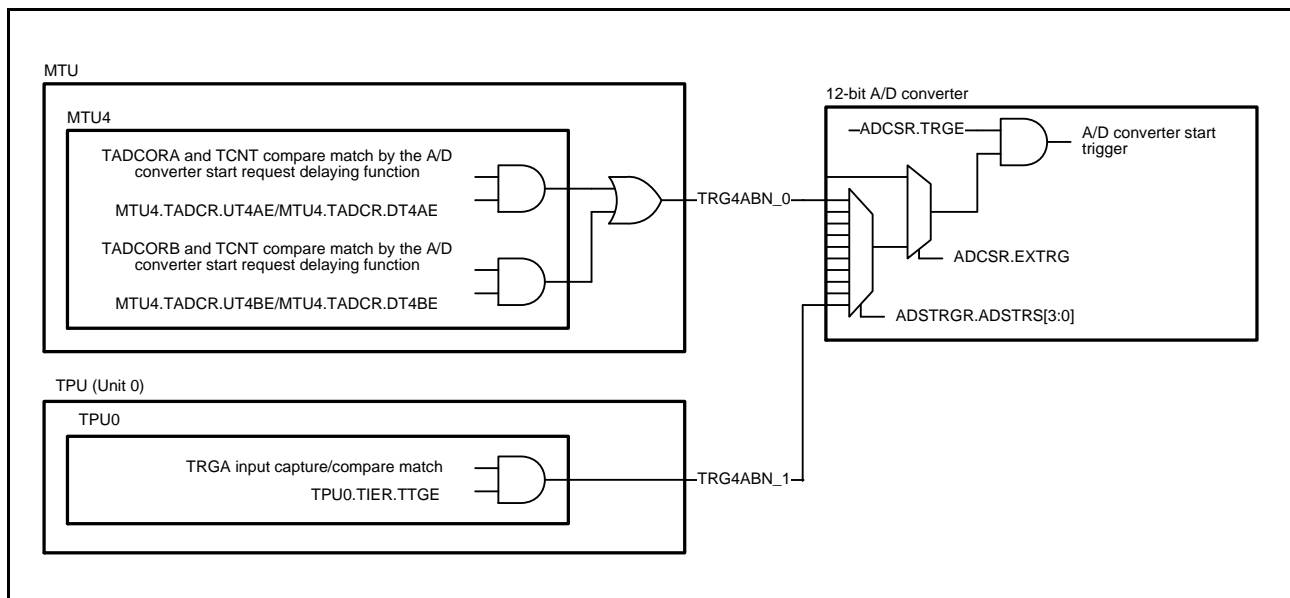 MTU
MTU4
TADCORA and TCNT compare match by the A/D
converter start request delaying function
MTU4.TADCR.UT4AE/MTU4.TADCR.DT4AE
TADCORB and TCNT compare match by the A/D
converter start request delaying function
MTU4.TADCR.UT4BE/MTU4.TADCR.DT4BE
TRG4ABN_0
12-bit A/D converter
ADCSR.TRGE
A/D converter start
trigger
ADCSR.EXTRG
ADSTRGR.ADSTRS[3:0]
TPU (Unit 0)
TPU0
TRGA input capture/compare match
TPU0.TIER.TTGE
TRG4ABN_1